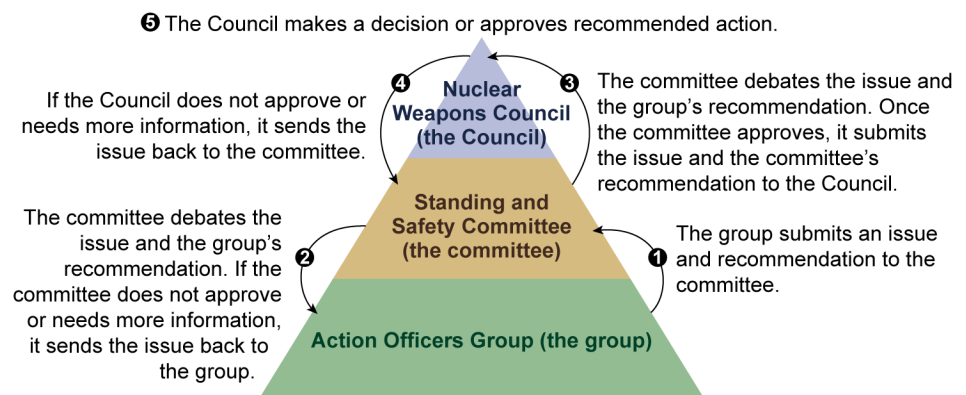 ❺ The Council makes a decision or approves recommended action.
❹
❸
Nuclear
Weapons Council
(the Council)
If the Council does not approve or
needs more information, it sends the
issue back to the committee.
The committee debates the issue and
the group’s recommendation. Once
the committee approves, it submits
the issue and the committee’s
recommendation to the Council.
Standing and
Safety Committee
(the committee)
The committee debates the
issue and the group’s
recommendation. If the
committee does not approve
or needs more information,
it sends the issue back to
the group.
❷
❶
The group submits an issue
and recommendation to the
committee.
Action Officers Group (the group)